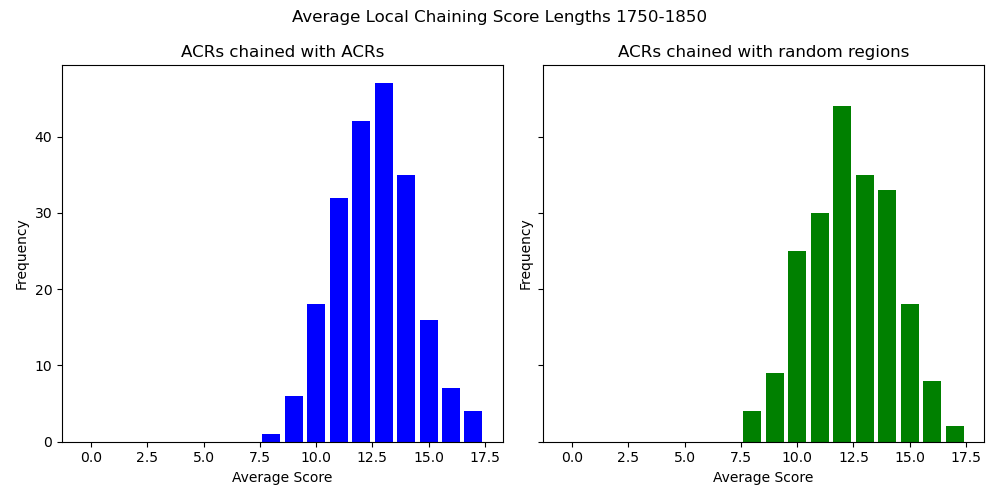 Average Local Chaining Score Lengths 1750-1850
ACRs chained with ACRs
Frequency
40
30
20
10
0
0.0 2.5 5.0 7.5 10.0 12.5 15.0 17.5
Average Score
ACRs chained with random regions
Frequency
0.0 2.5 5.0 7.5 10.0 12.5 15.0 17.5
Average Score